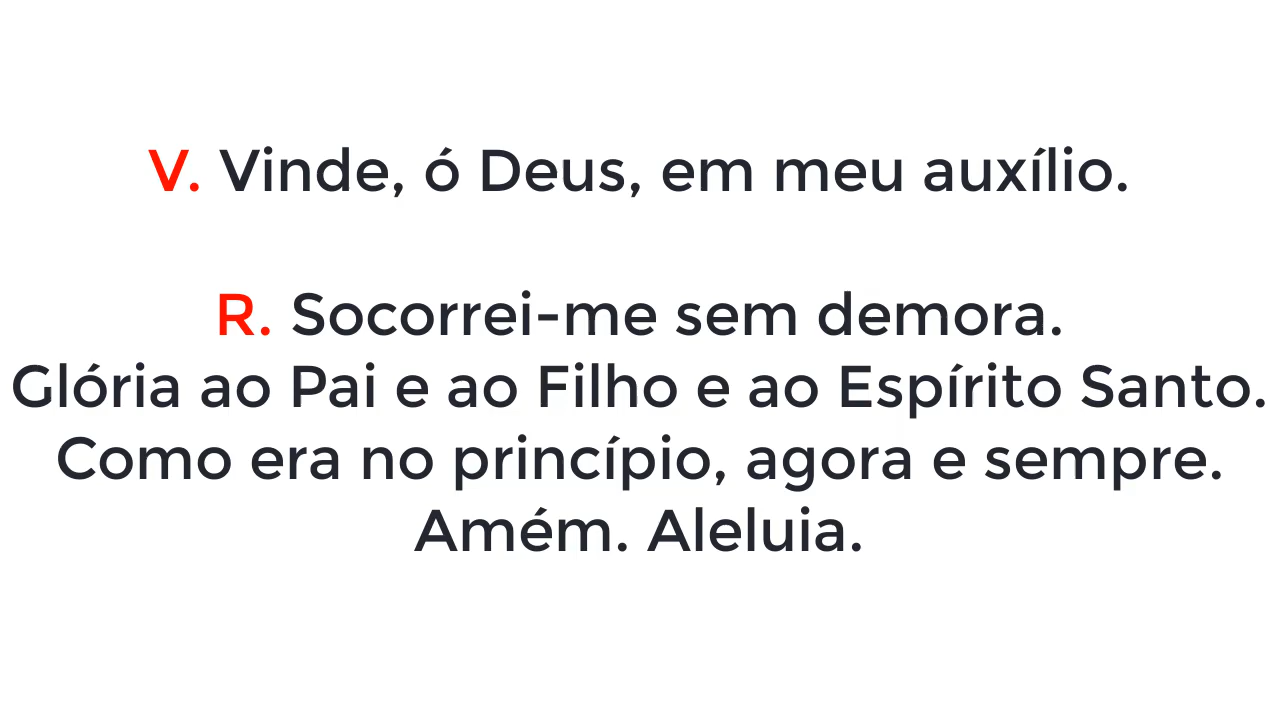 V. Vinde, ó Deus, em meu auxílio.
R. Socorrei-me sem demora.
Glória ao Pai e ao Filho e ao Espírito Santo.
Como era no princípio, agora e sempre.
Amém. Aleluia.